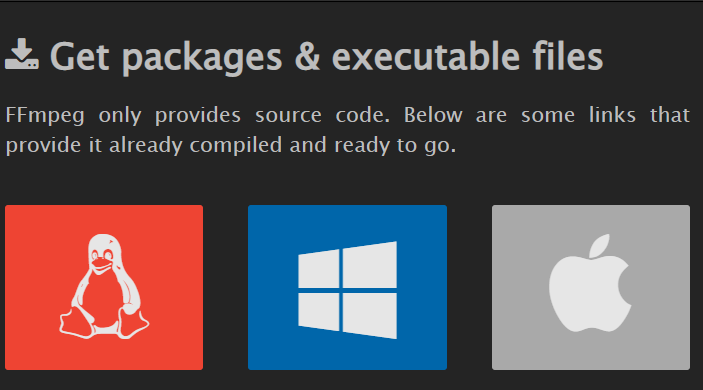 Get packages & executable files
FFmpeg only provides source code. Below are some links that
provide it already compiled and ready to go.